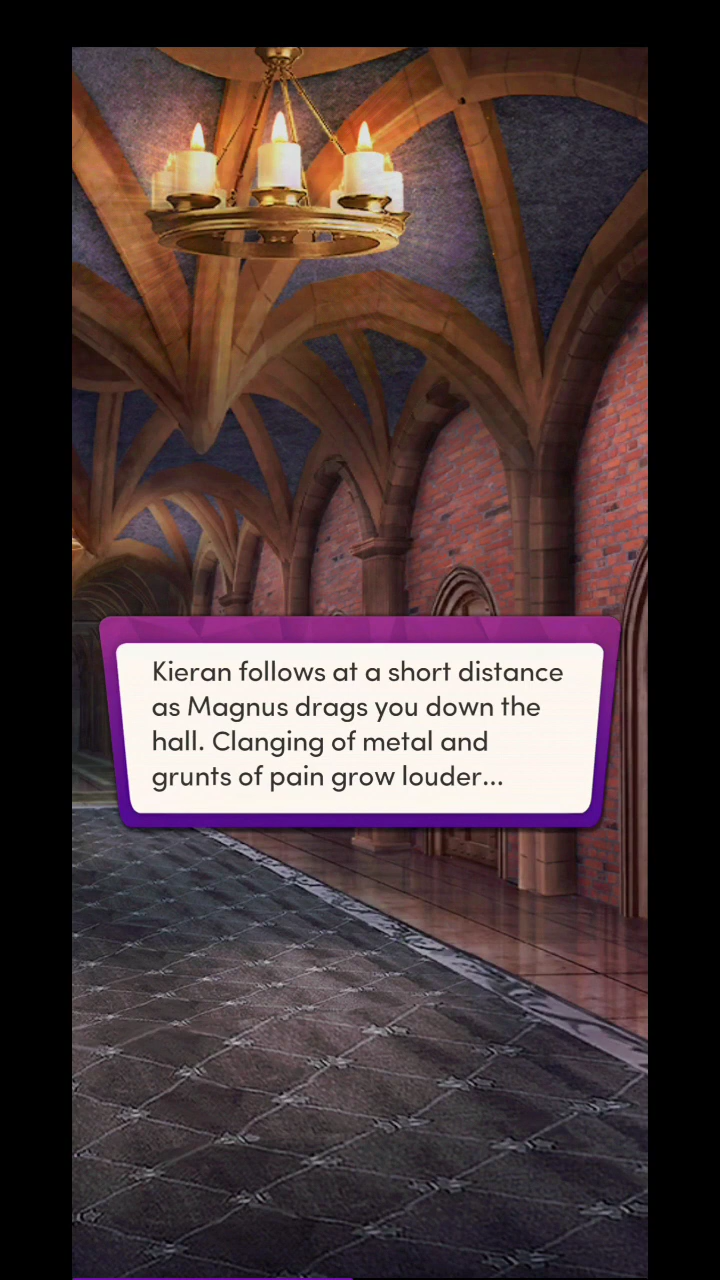 Kieran follows at a short distance
as Magnus drags you down the
hall. Clanging of metal and
grunts of pain grow louder...